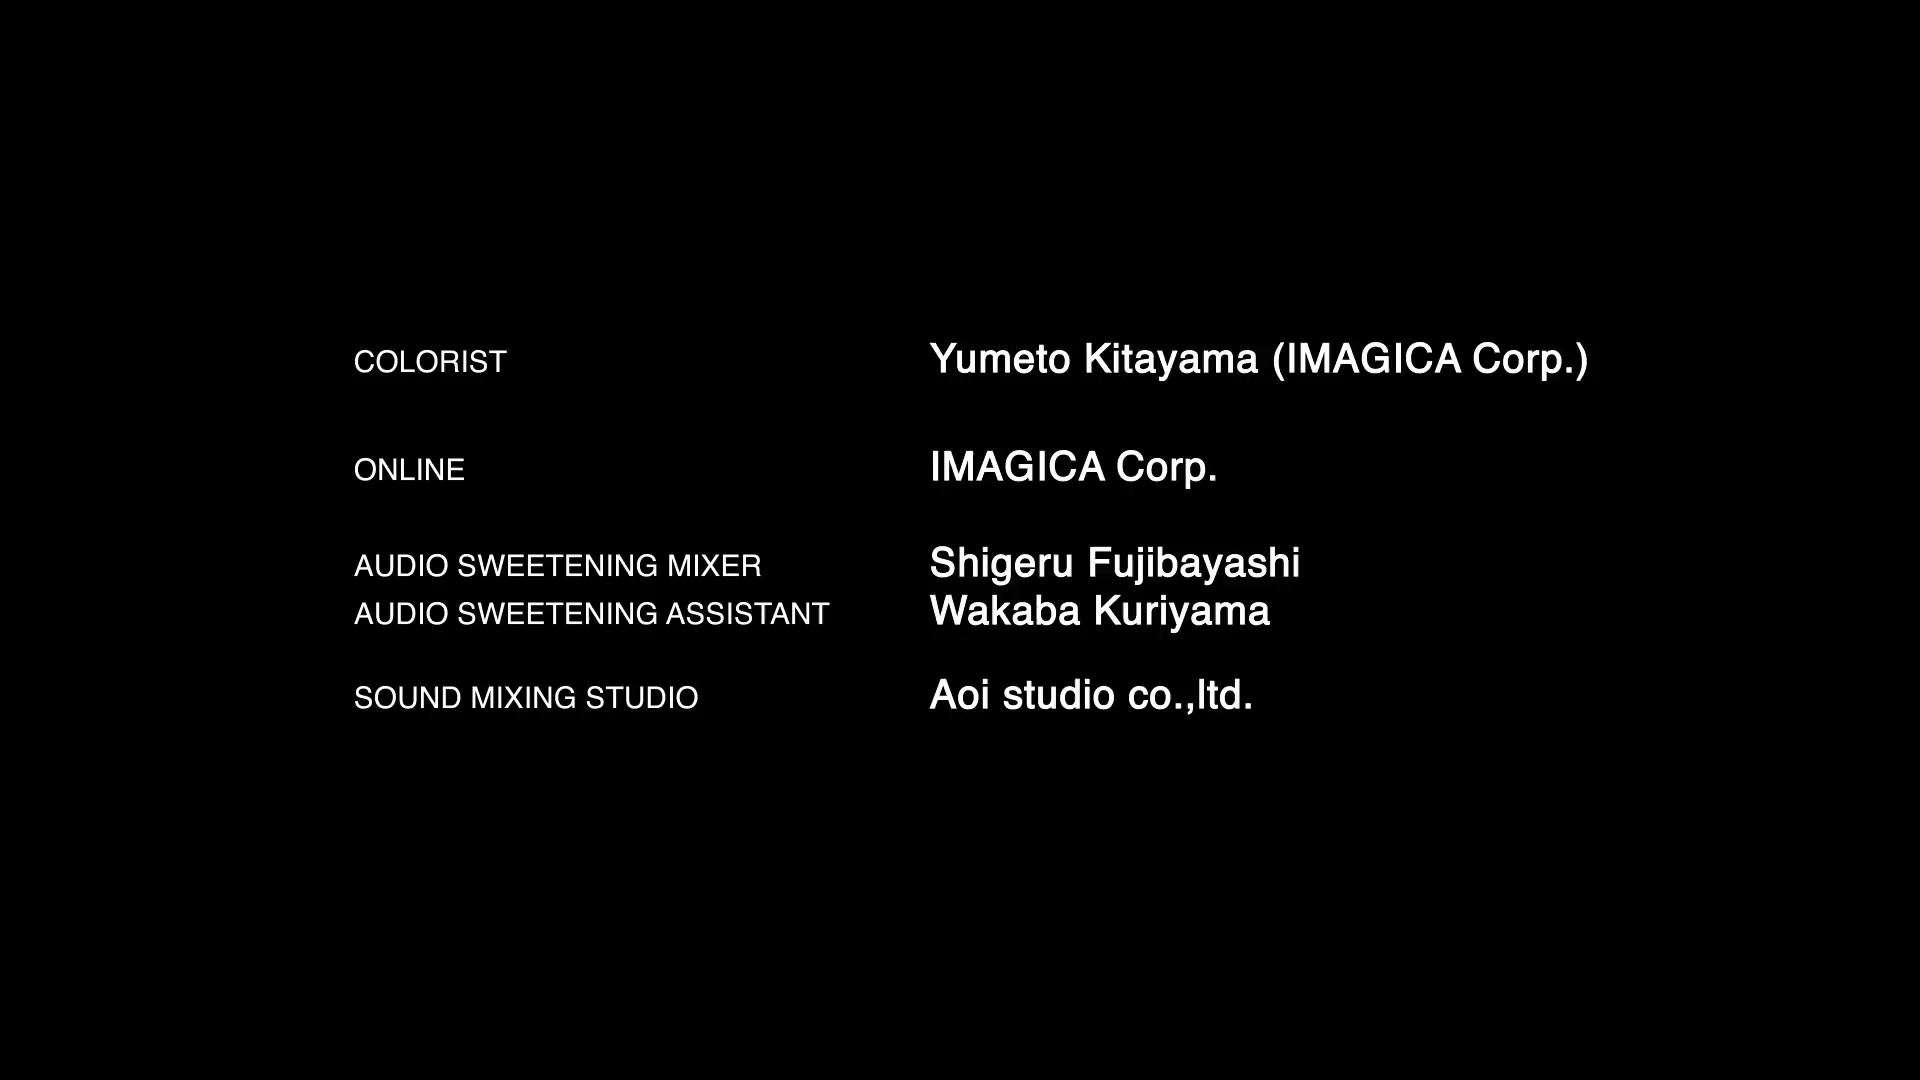 COLORIST Yumeto Kitayama (IMAGICA Corp.)
ONLINE IMAGICA Corp.
AUDIO SWEETENING MIXER Shigeru Fujibayashi
AUDIO SWEETENING ASSISTANT Wakaba Kuriyama
SOUND MIXING STUDIO Aoi studio co.,ltd.